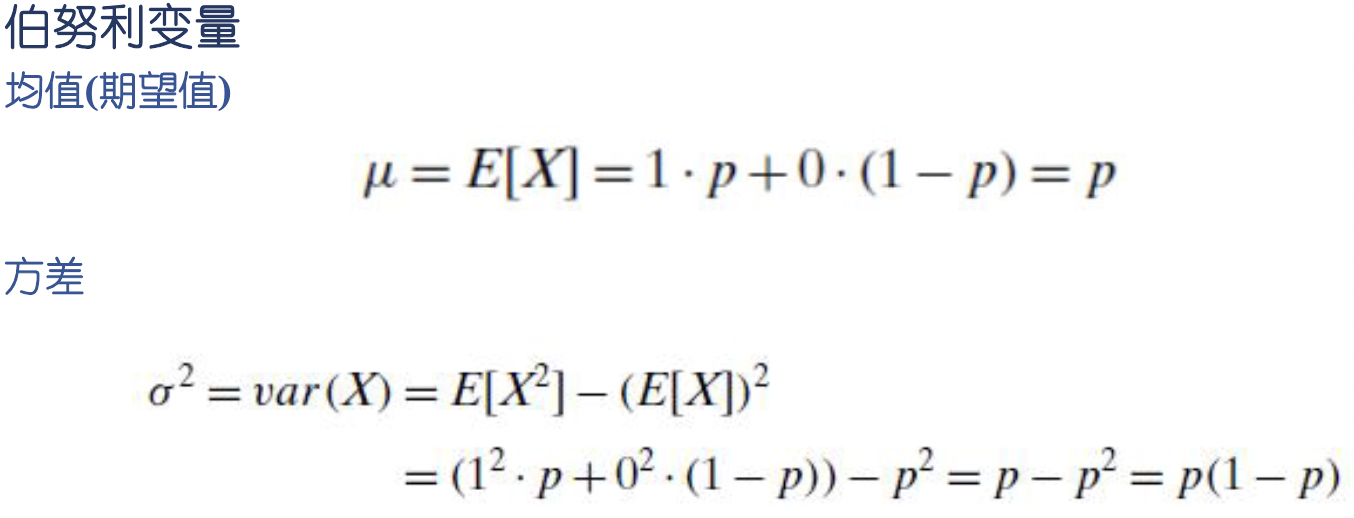 伯努利变量
均值(期望值)
μ = E[X] = 1 · p + 0 · (1 − p) = p
方差
σ² = var(X) = E[X²] − (E[X])²
= (1² · p + 0² · (1 − p)) − p² = p − p² = p(1 − p)